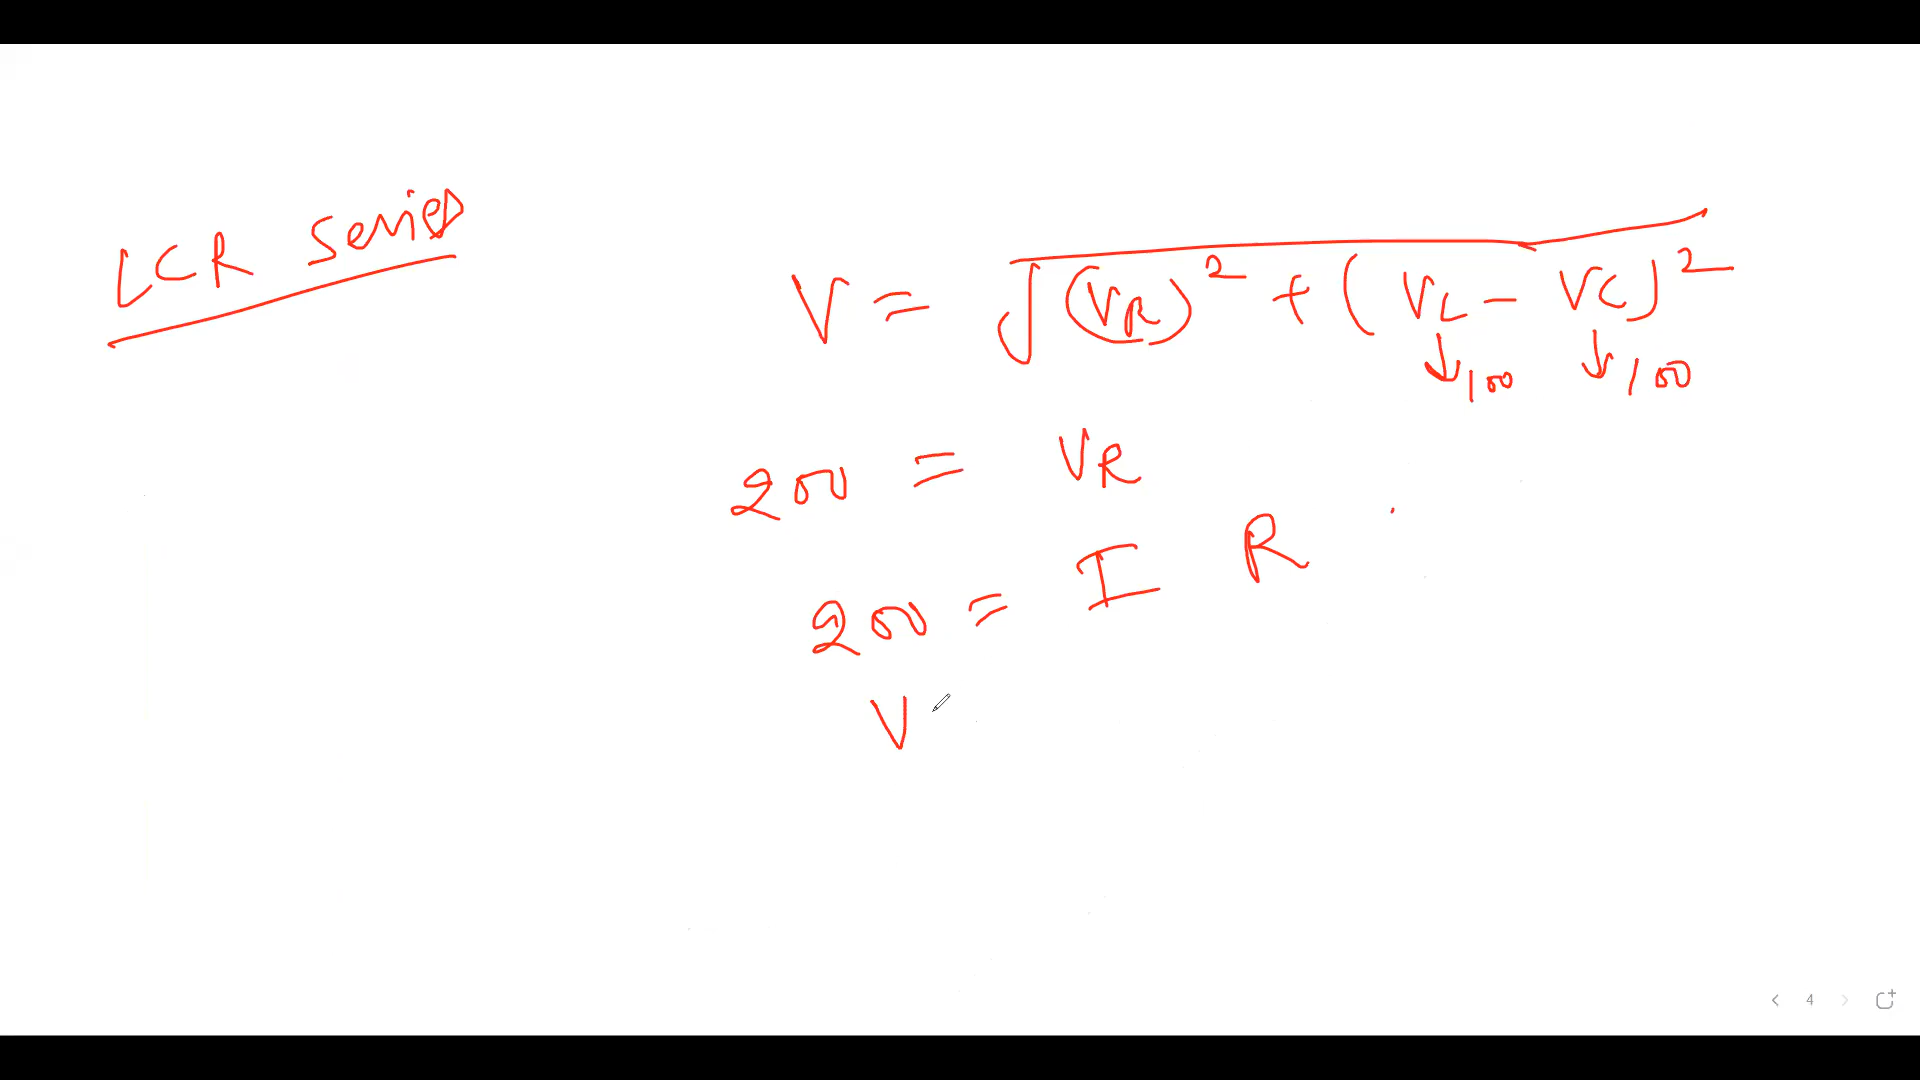 LCR Series
V = √(VR)² + (VL - VC)²
↓100 ↓100
200 = VR
200 = I R
V
4